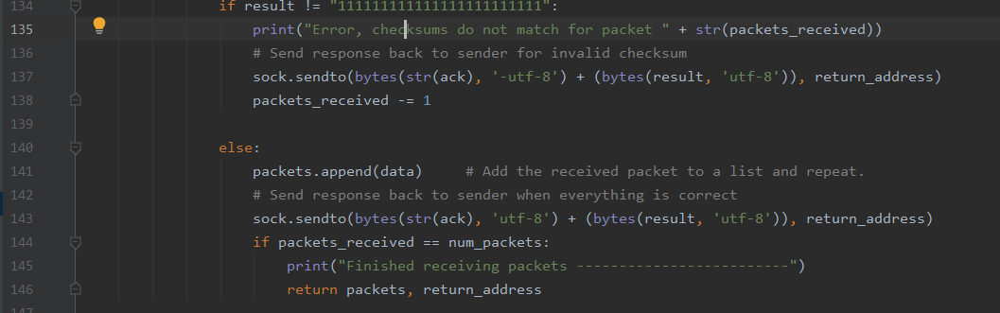 134 if result != "111111111111111111111111":
135 print("Error, checksums do not match for packet " + str(packets_received))
136 # Send response back to sender for invalid checksum
137 sock.sendto(bytes(str(ack), '-utf-8') + (bytes(result, 'utf-8')), return_address)
138 packets_received -= 1
139
140 else:
141 packets.append(data)     # Add the received packet to a list and repeat.
142 # Send response back to sender when everything is correct
143 sock.sendto(bytes(str(ack), 'utf-8') + (bytes(result, 'utf-8')), return_address)
144 if packets_received == num_packets:
145 print("Finished receiving packets -------------------------")
146 return packets, return_address
147